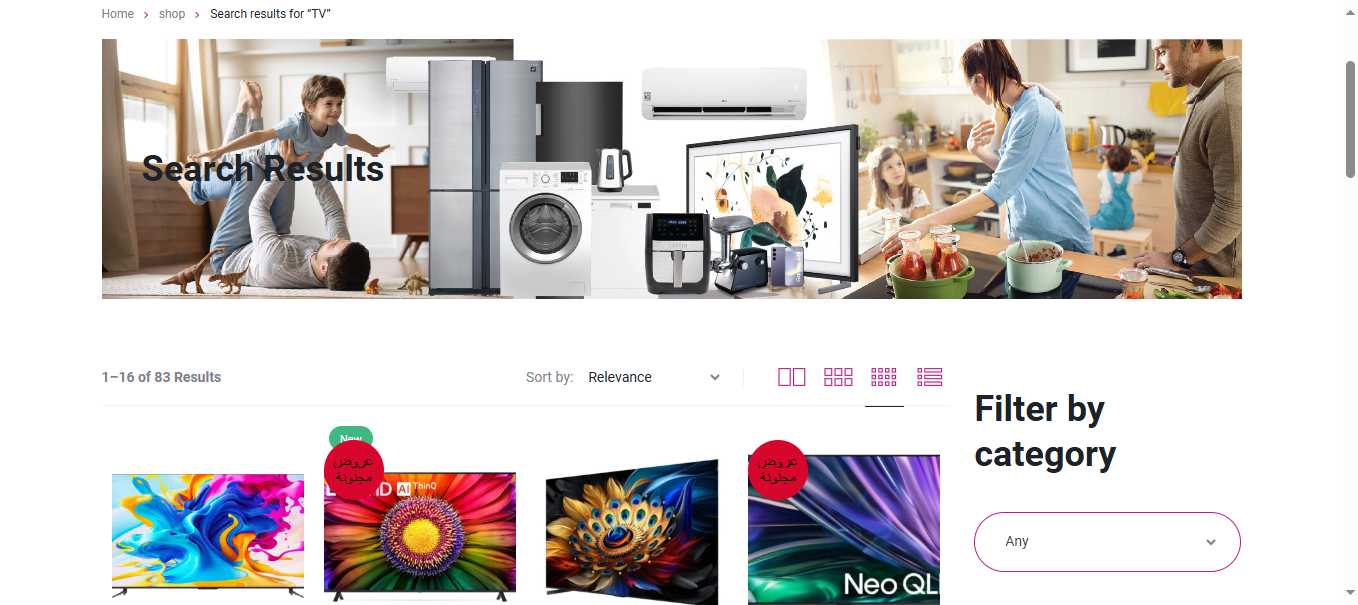 Home > shop > Search results for “TV”
Search Results
1–16 of 83 Results
Sort by: Relevance
Filter by
category
New
عروض
مجنونة
AI ThinQ
عروض
مجنونة
Neo QL
Any